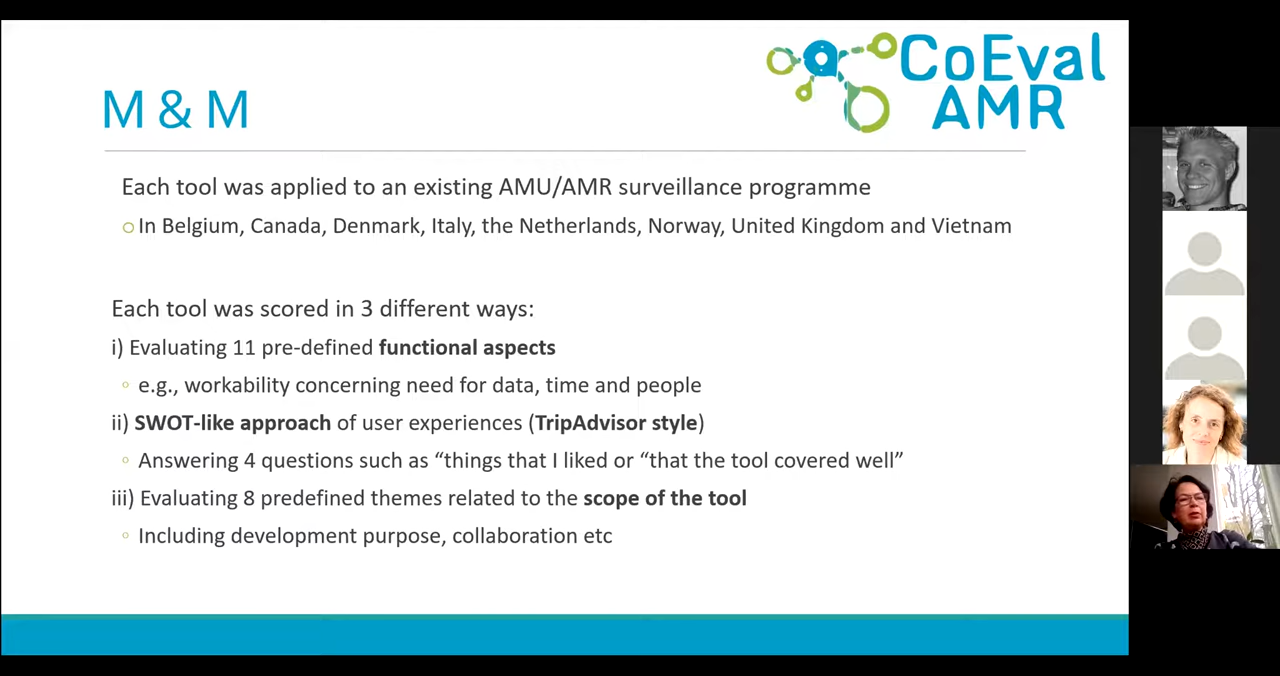 CoEval
AMR
M & M
Each tool was applied to an existing AMU/AMR surveillance programme
In Belgium, Canada, Denmark, Italy, the Netherlands, Norway, United Kingdom and Vietnam
Each tool was scored in 3 different ways:
i) Evaluating 11 pre-defined functional aspects
e.g., workability concerning need for data, time and people
ii) SWOT-like approach of user experiences (TripAdvisor style)
Answering 4 questions such as “things that I liked or “that the tool covered well”
iii) Evaluating 8 predefined themes related to the scope of the tool
Including development purpose, collaboration etc